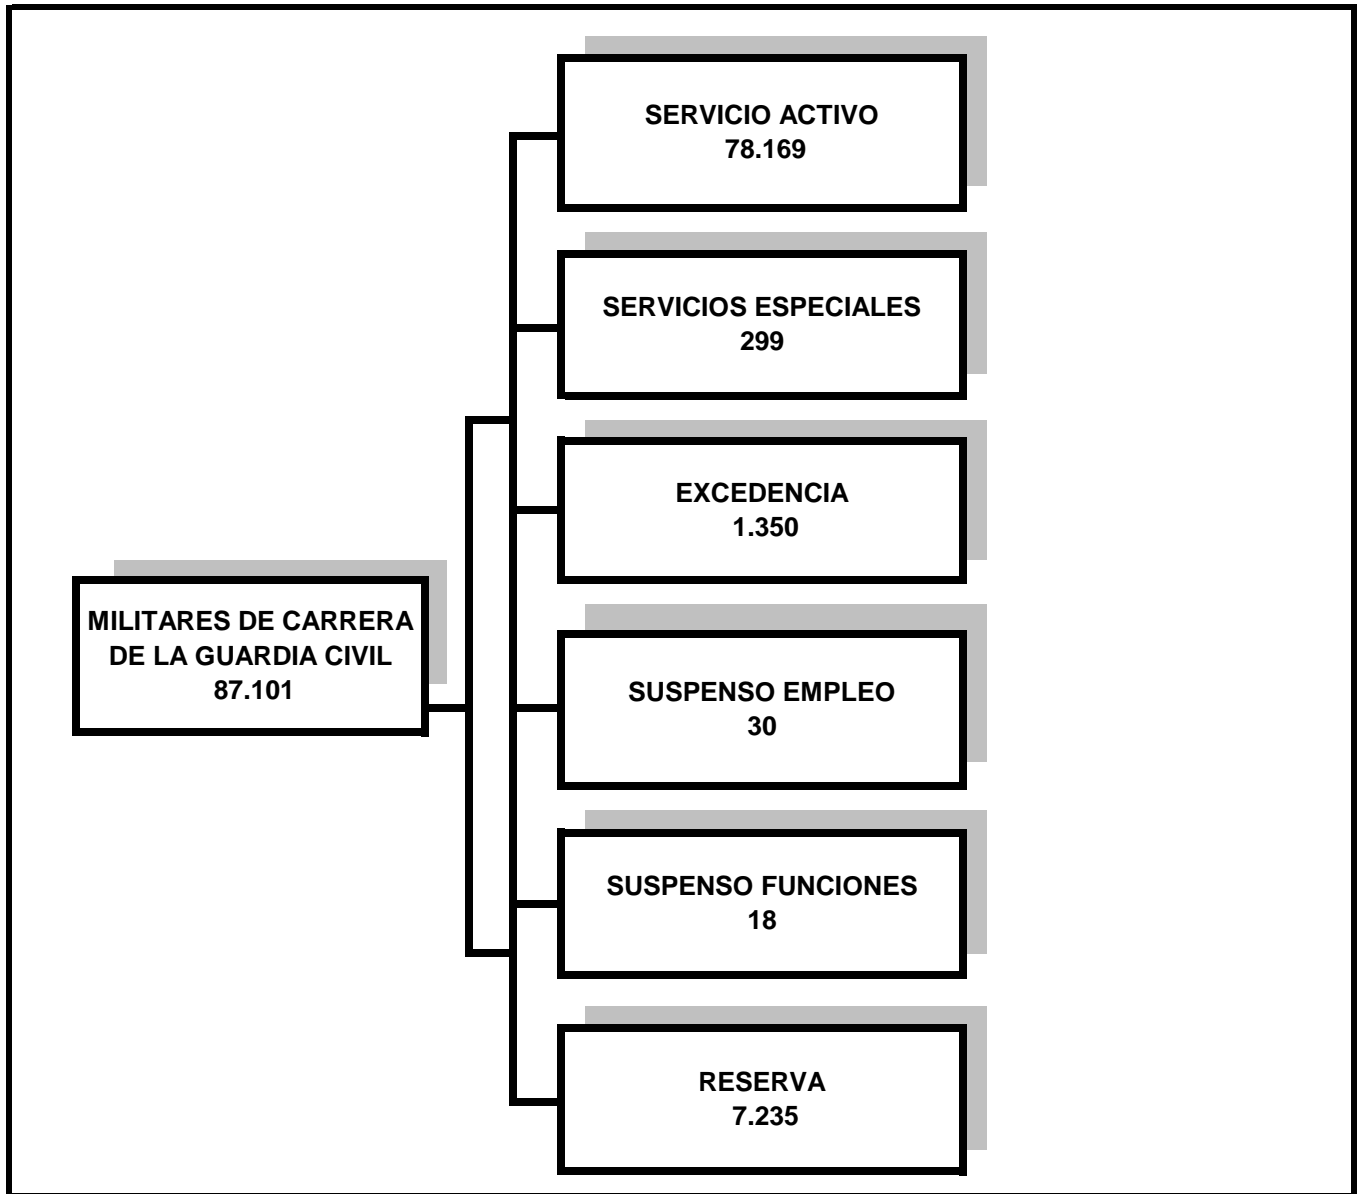 SERVICIO ACTIVO
78.169
SERVICIOS ESPECIALES
299
EXCEDENCIA
1.350
MILITARES DE CARRERA
DE LA GUARDIA CIVIL
87.101
SUSPENSO EMPLEO
30
SUSPENSO FUNCIONES
18
RESERVA
7.235